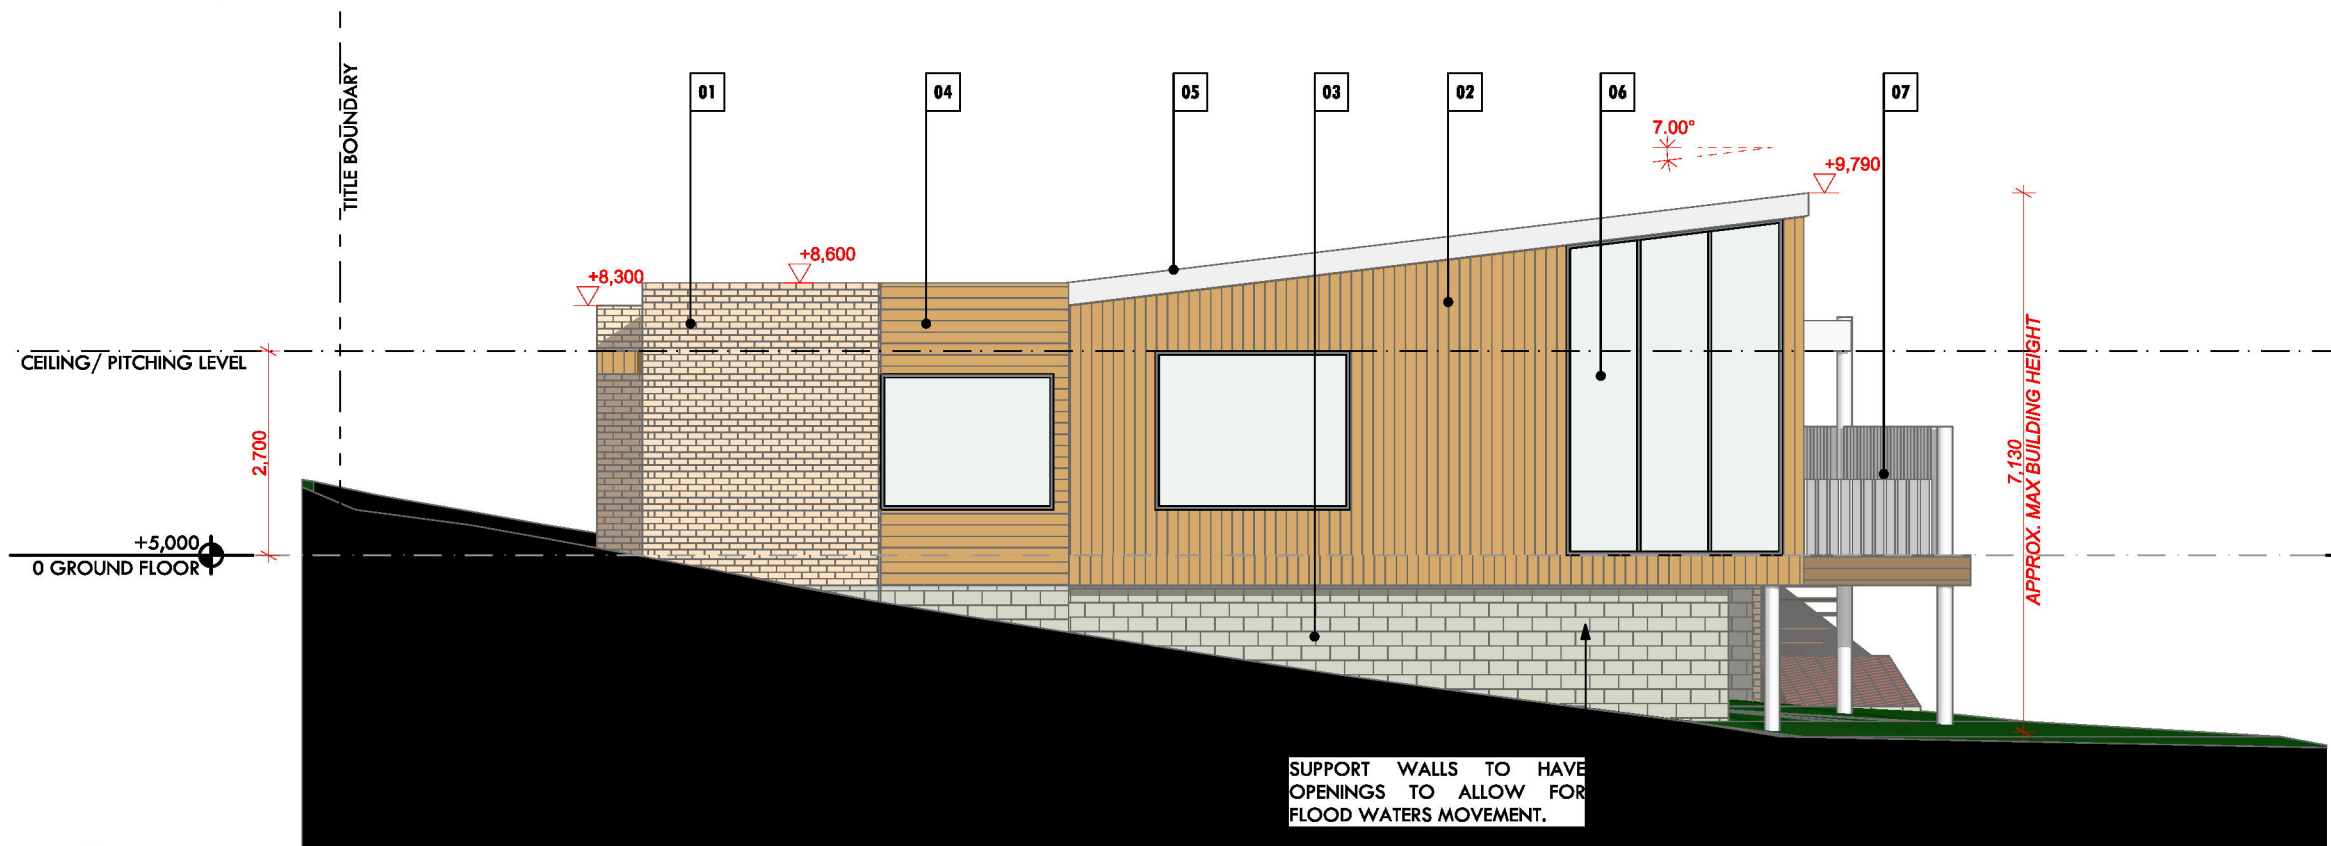 TITLE BOUNDARY
01
04
05
03
02
06
07
7.00°
+9,790
+8,600
+8,300
CEILING/ PITCHING LEVEL
2,700
7,130
APPROX. MAX BUILDING HEIGHT
+5,000
0 GROUND FLOOR
SUPPORT WALLS TO HAVE
OPENINGS TO ALLOW FOR
FLOOD WATERS MOVEMENT.